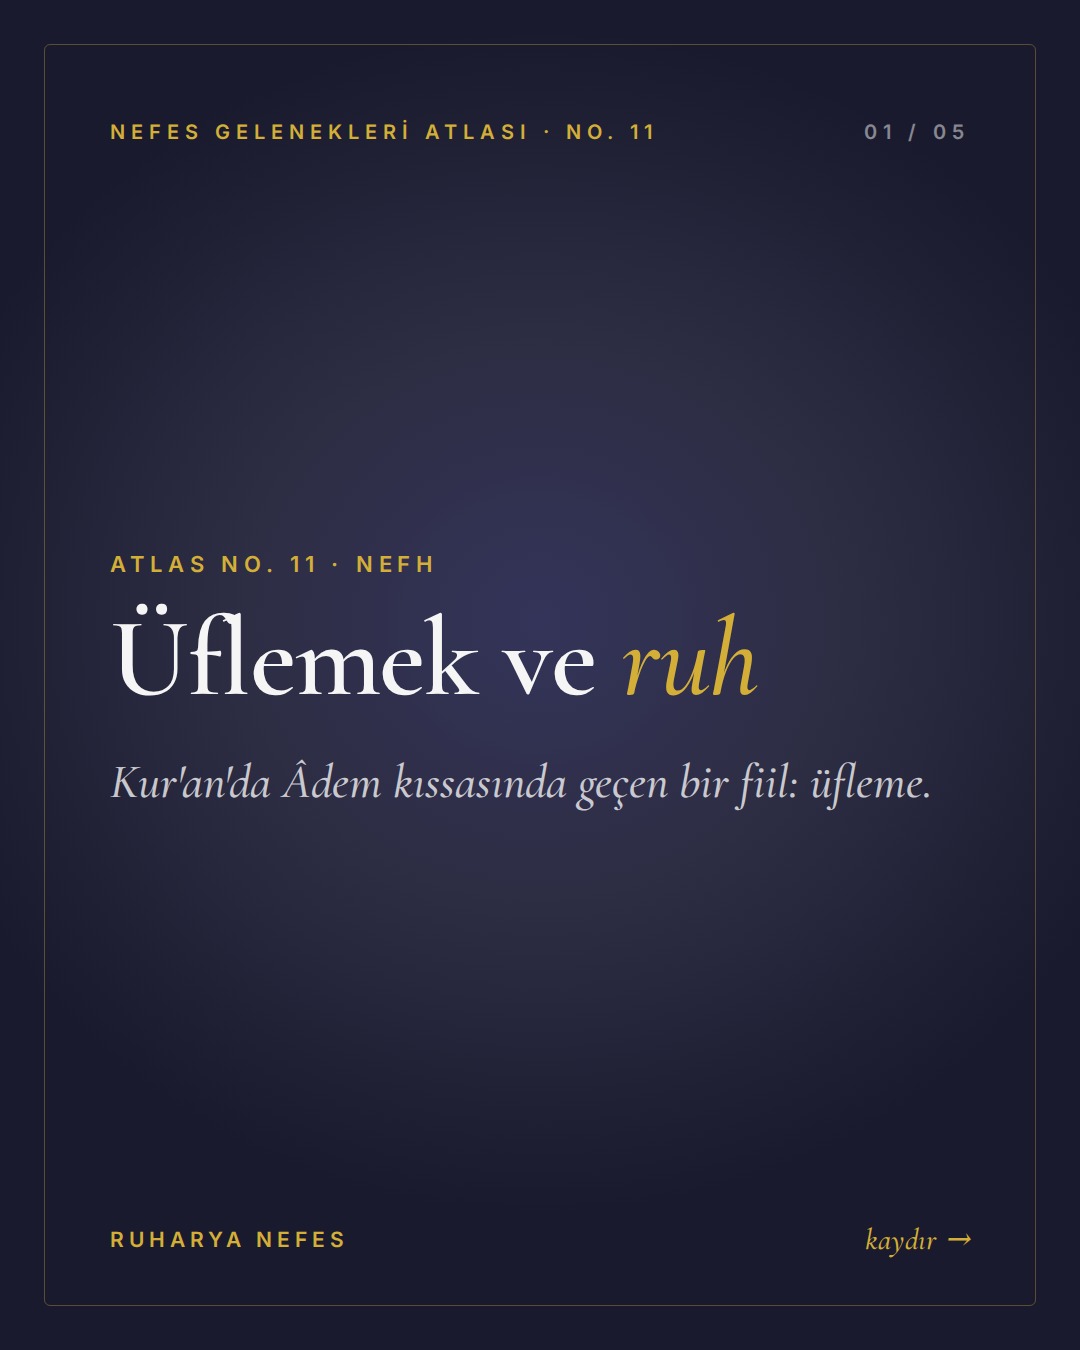 NEFES GELENEKLERİ ATLASI · NO. 11
01 / 05
ATLAS NO. 11 · NEFH
Üflemek ve ruh
Kur'an'da Âdem kıssasında geçen bir fiil: üfleme.
RUHARYA NEFES
kaydır →